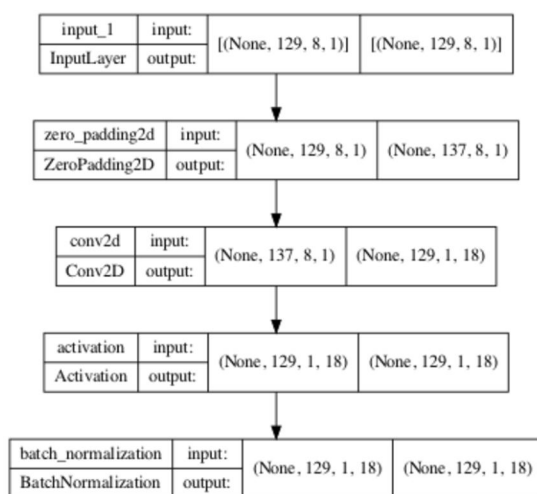 input_1 input: [(None, 129, 8, 1)] [(None, 129, 8, 1)]
InputLayer output:
zero_padding2d input: (None, 129, 8, 1) (None, 137, 8, 1)
ZeroPadding2D output:
conv2d input: (None, 137, 8, 1) (None, 129, 1, 18)
Conv2D output:
activation input: (None, 129, 1, 18) (None, 129, 1, 18)
Activation output:
batch_normalization input: (None, 129, 1, 18) (None, 129, 1, 18)
BatchNormalization output: